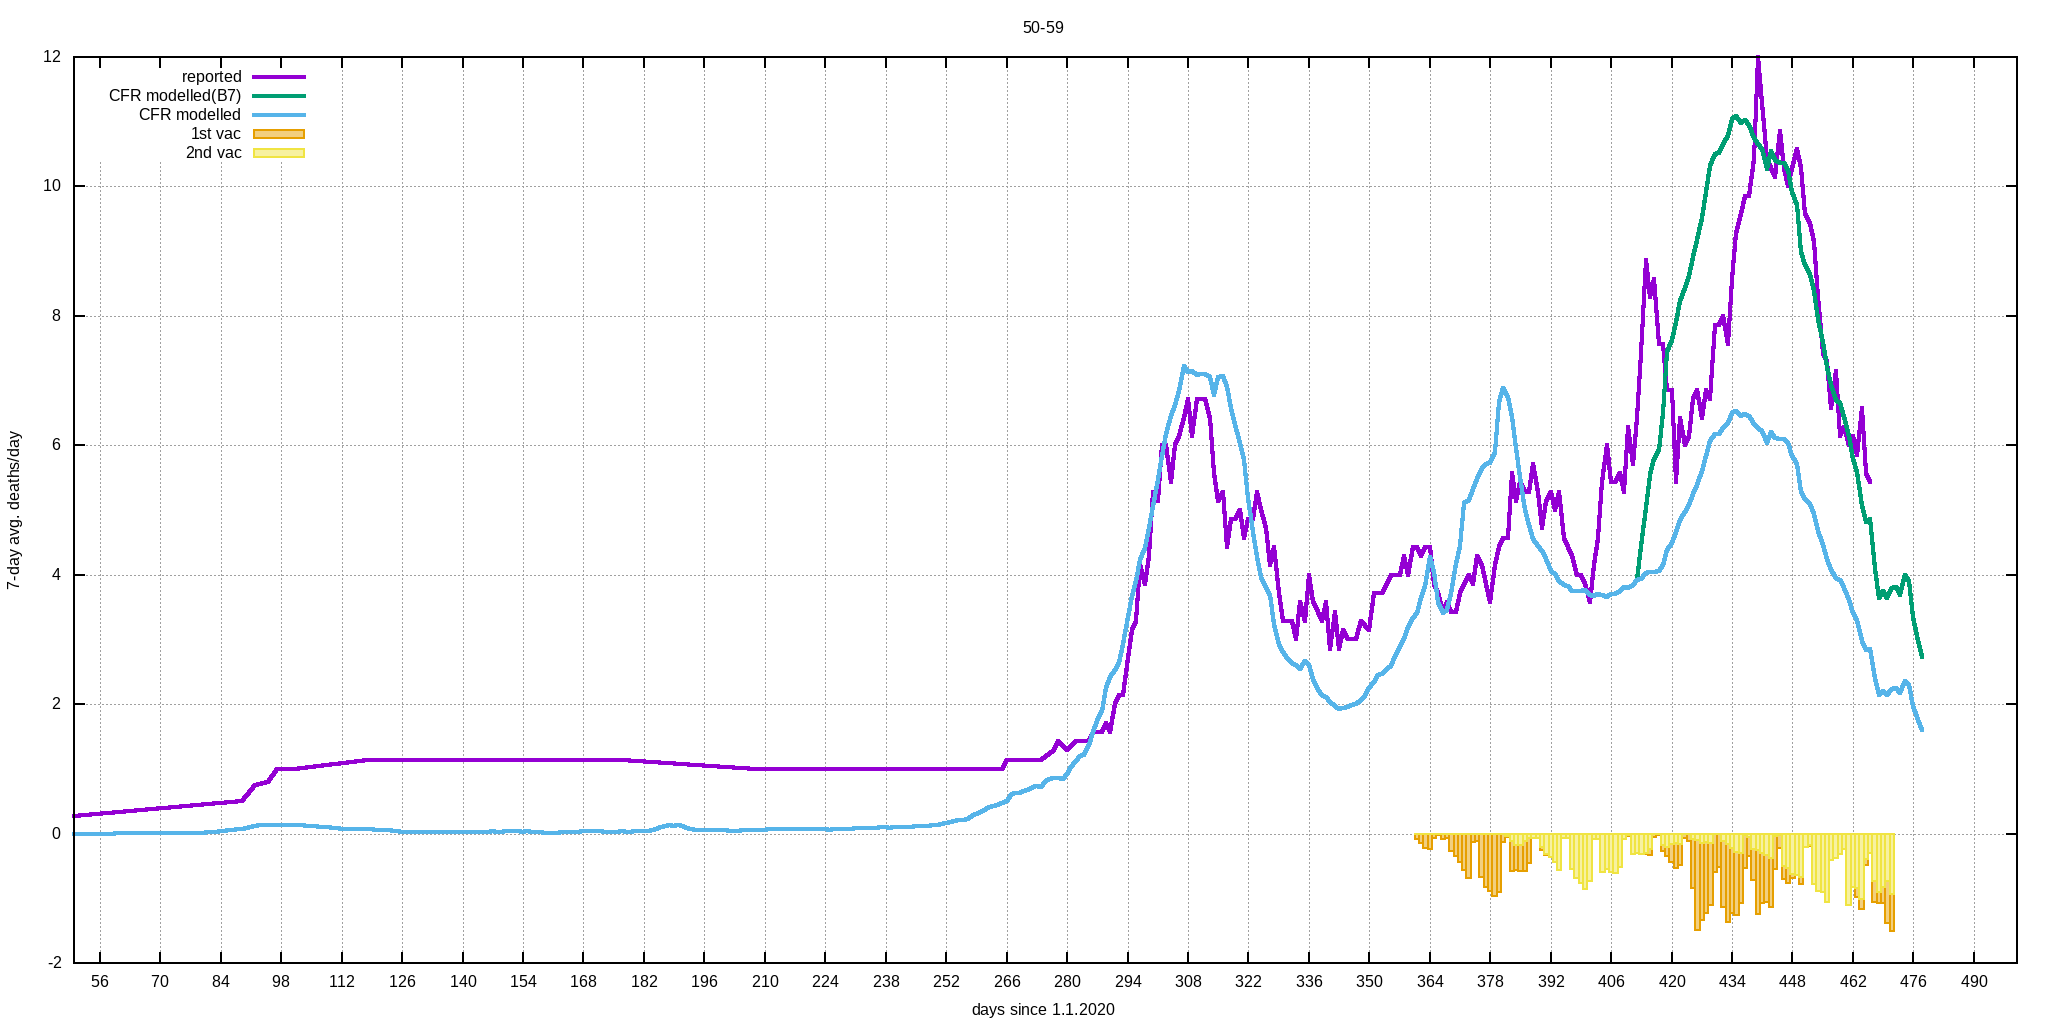 50-59
12
10
8
6
4
2
0
-2
7-day avg. deaths/day
reported
CFR modelled(B7)
CFR modelled
1st vac
2nd vac
56 70 84 98 112 126 140 154 168 182 196 210 224 238 252 266 280 294 308 322 336 350 364 378 392 406 420 434 448 462 476 490
days since 1.1.2020